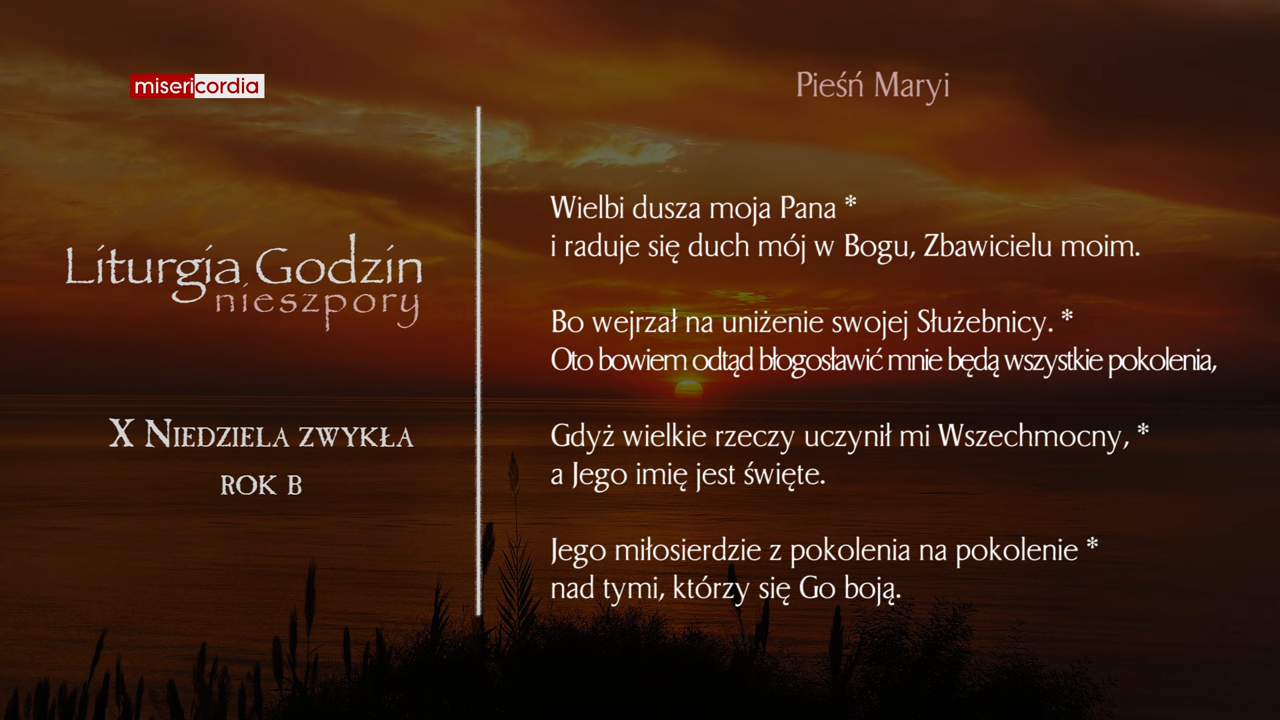 misericordia
Liturgia Godzin
nieszpory
X Niedziela zwykła
rok B
Pieśń Maryi
Wielbi dusza moja Pana *
i raduje się duch mój w Bogu, Zbawicielu moim.
Bo wejrzał na uniżenie swojej Służebnicy. *
Oto bowiem odtąd błogosławić mnie będą wszystkie pokolenia,
Gdyż wielkie rzeczy uczynił mi Wszechmocny, *
a Jego imię jest święte.
Jego miłosierdzie z pokolenia na pokolenie *
nad tymi, którzy się Go boją.